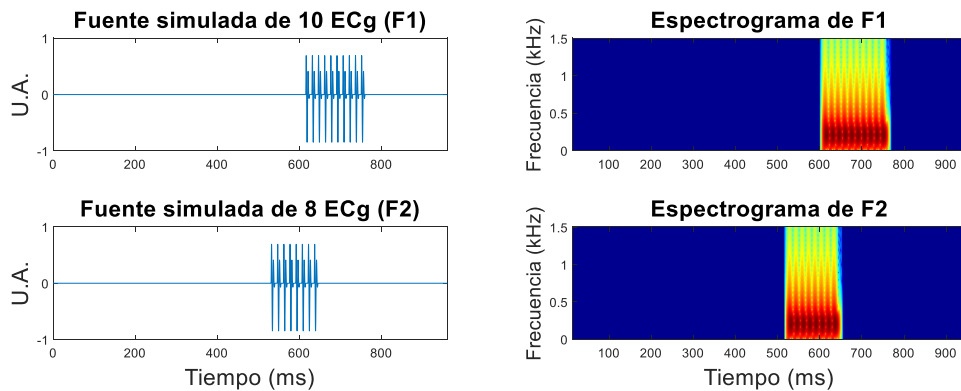 Fuente simulada de 10 ECg (F1)
U.A.
1
0
-1
0 200 400 600 800
Espectrograma de F1
Frecuencia (kHz)
1.5
1
0.5
0
100 200 300 400 500 600 700 800 900
Fuente simulada de 8 ECg (F2)
U.A.
1
0
-1
0 200 400 600 800
Tiempo (ms)
Espectrograma de F2
Frecuencia (kHz)
1.5
1
0.5
0
100 200 300 400 500 600 700 800 900
Tiempo (ms)